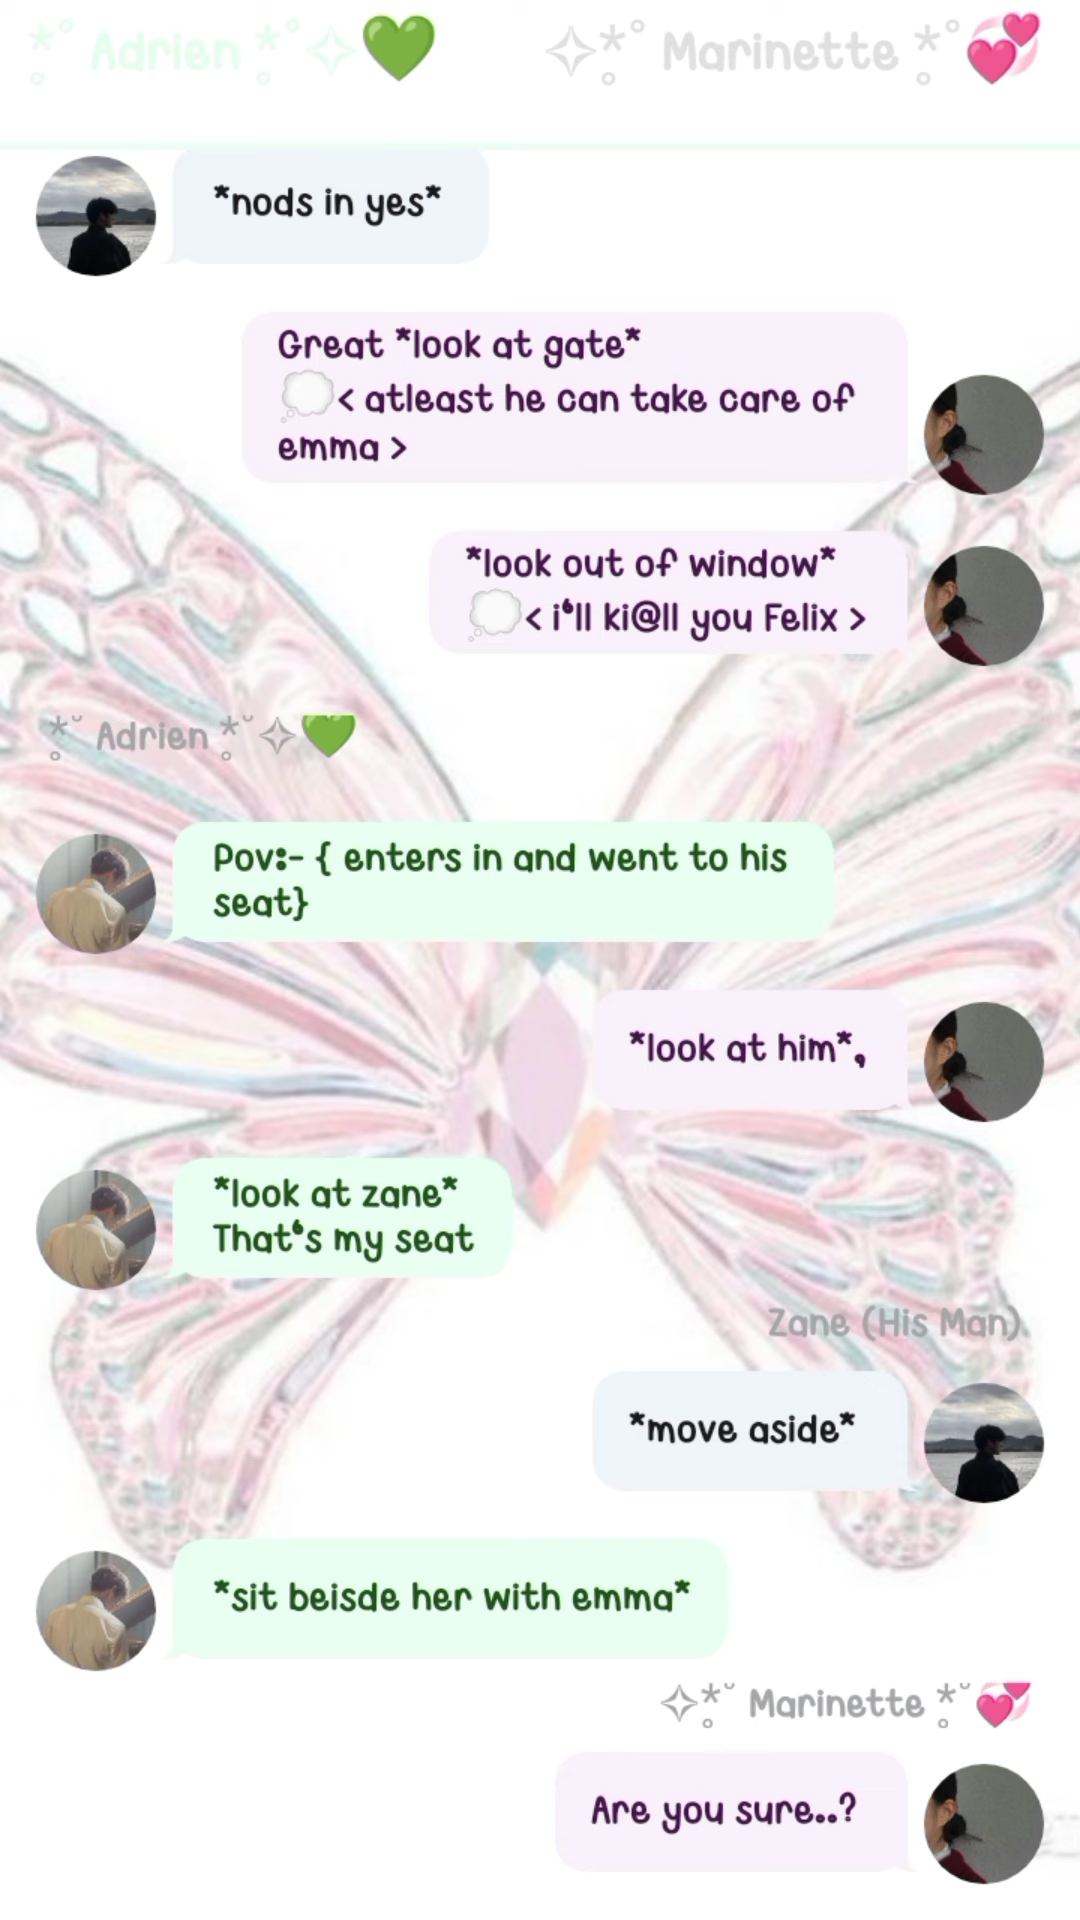 *˚ Adrien *˚✧💚 ✧*˚ Marinette *˚💞
*nods in yes*
Great *look at gate*
💭< atleast he can take care of
emma >
*look out of window*
💭< i‘ll ki@ll you Felix >
*˘ Adrien *˘✧💚
Pov:- { enters in and went to his
seat}
*look at him*,
*look at zane*
That‘s my seat
Zane (His Man)
*move aside*
*sit beisde her with emma*
✧*˘ Marinette *˘💞
Are you sure..?